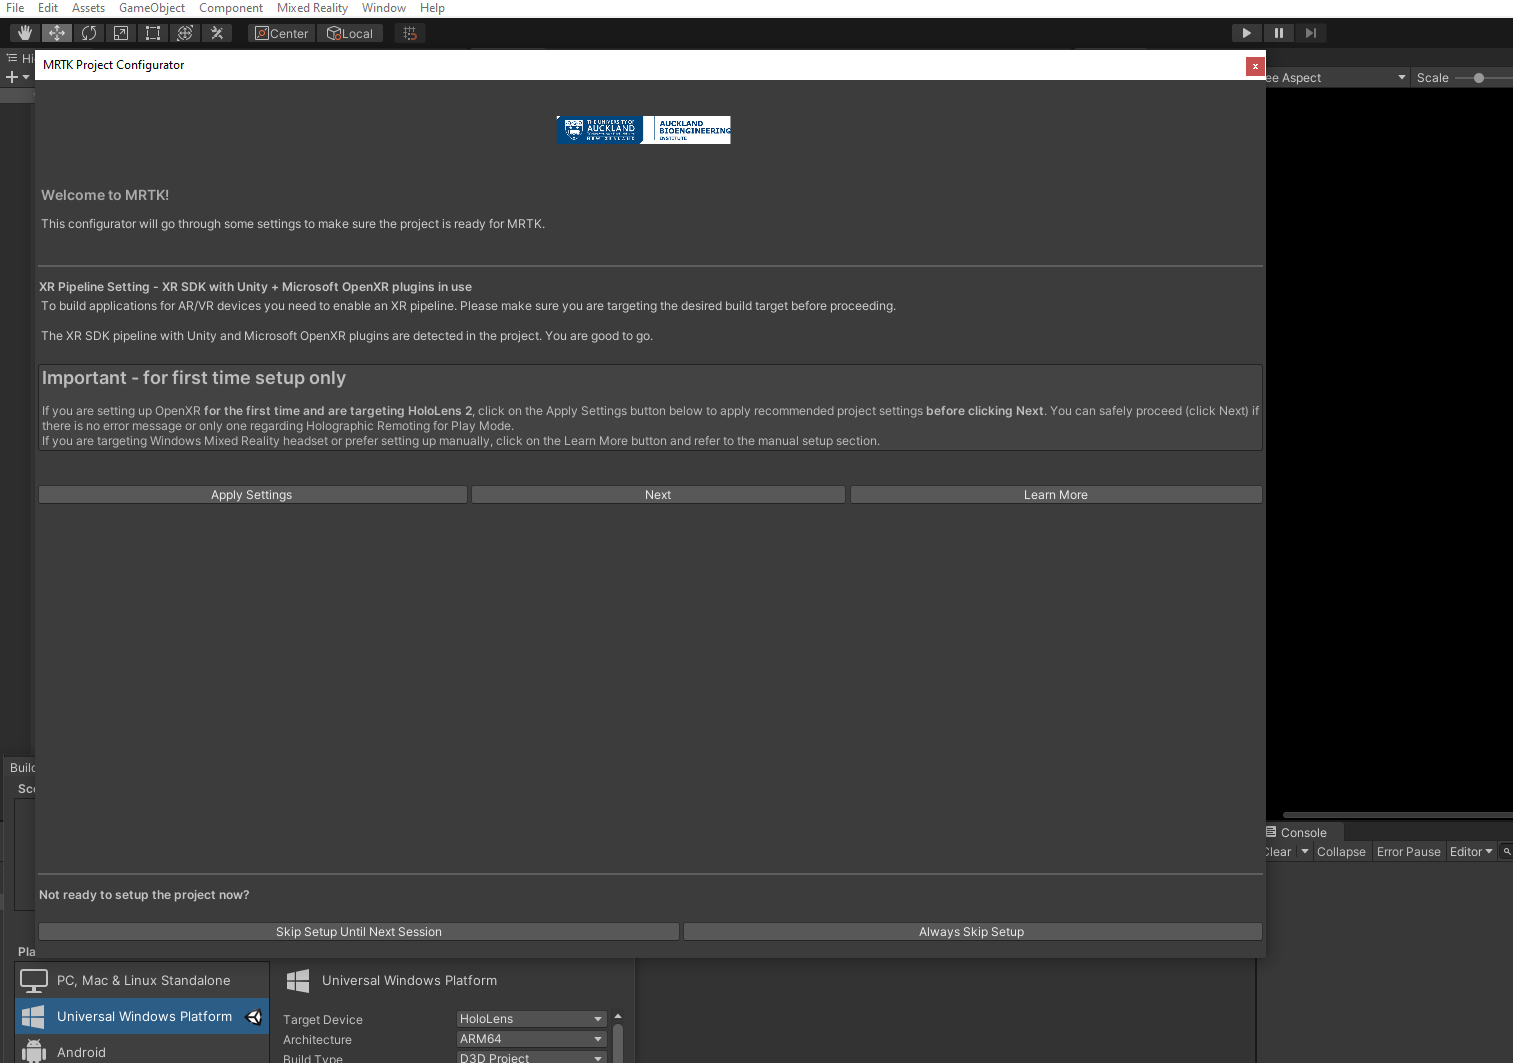 File Edit Assets GameObject Component Mixed Reality Window Help
Center Local
MRTK Project Configurator
x
ee Aspect Scale
THE UNIVERSITY OF
AUCKLAND
NEW ZEALAND
AUCKLAND
BIOENGINEERING
INSTITUTE
Welcome to MRTK!
This configurator will go through some settings to make sure the project is ready for MRTK.
XR Pipeline Setting - XR SDK with Unity + Microsoft OpenXR plugins in use
To build applications for AR/VR devices you need to enable an XR pipeline. Please make sure you are targeting the desired build target before proceeding.
The XR SDK pipeline with Unity and Microsoft OpenXR plugins are detected in the project. You are good to go.
Important - for first time setup only
If you are setting up OpenXR for the first time and are targeting HoloLens 2, click on the Apply Settings button below to apply recommended project settings before clicking Next. You can safely proceed (click Next) if
there is no error message or only one regarding Holographic Remoting for Play Mode.
If you are targeting Windows Mixed Reality headset or prefer setting up manually, click on the Learn More button and refer to the manual setup section.
Apply Settings Next Learn More
Build
Sce
Console
Clear Collapse Error Pause Editor
Not ready to setup the project now?
Skip Setup Until Next Session Always Skip Setup
Pla
PC, Mac & Linux Standalone
Universal Windows Platform
Android
Universal Windows Platform
Target Device HoloLens
Architecture ARM64
Build Type D3D Project